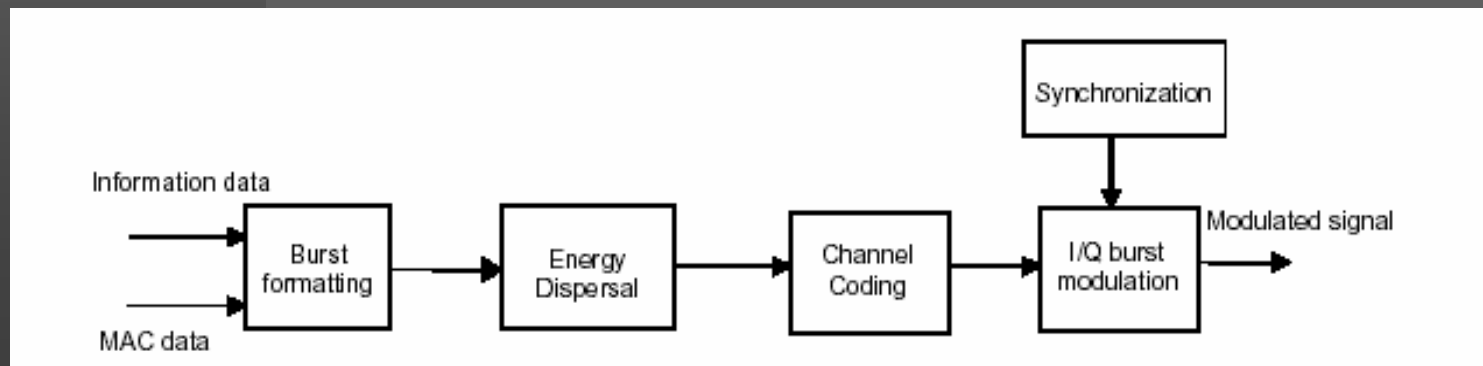 Synchronization
Information data
Burst
formatting
MAC data
Energy
Dispersal
Channel
Coding
I/Q burst
modulation
Modulated signal